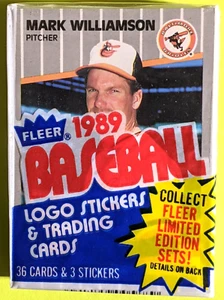 MARK WILLIAMSON
PITCHER
FLEER
1989
BASEBALL
LOGO STICKERS
& TRADING
CARDS
36 CARDS & 3 STICKERS
COLLECT
FLEER
LIMITED
EDITION
SETS!
DETAILS ON BACK